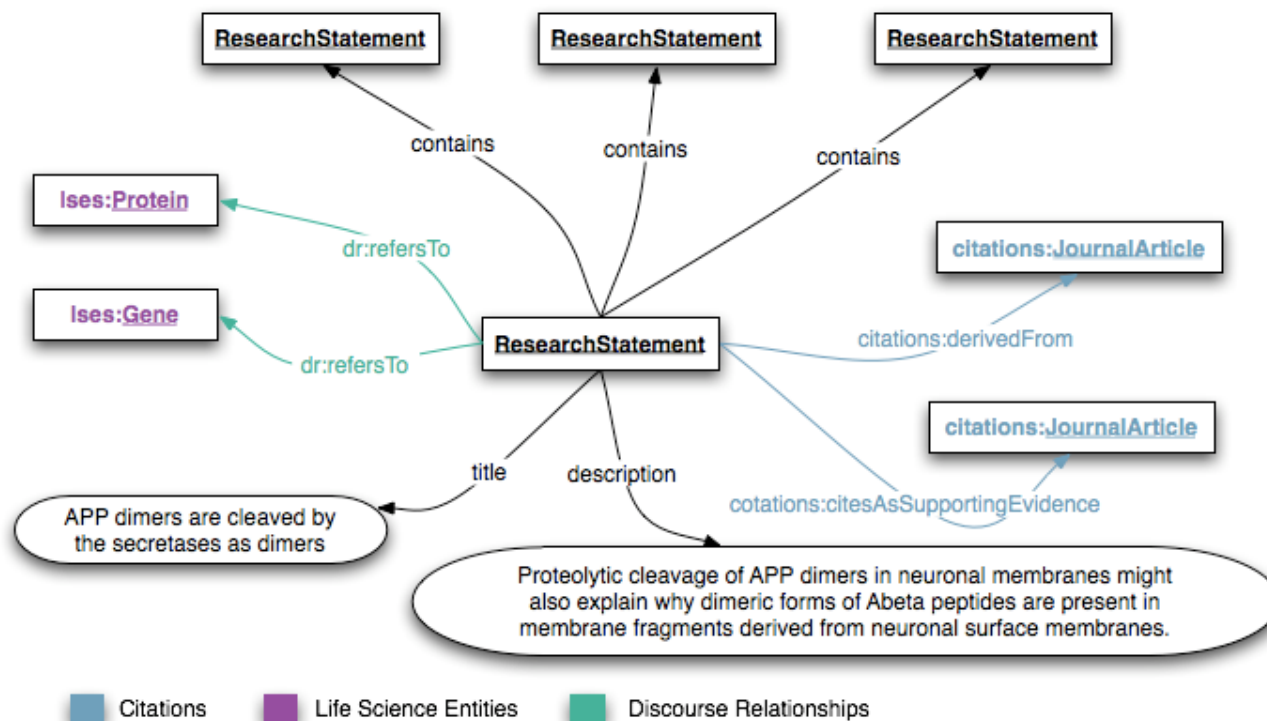 ResearchStatement
ResearchStatement
ResearchStatement
contains
contains
contains
lses:Protein
dr:refersTo
citations:JournalArticle
lses:Gene
ResearchStatement
citations:derivedFrom
dr:refersTo
citations:JournalArticle
title
description
cotations:citesAsSupportingEvidence
APP dimers are cleaved by
the secretases as dimers
Proteolytic cleavage of APP dimers in neuronal membranes might
also explain why dimeric forms of Abeta peptides are present in
membrane fragments derived from neuronal surface membranes.
Citations
Life Science Entities
Discourse Relationships